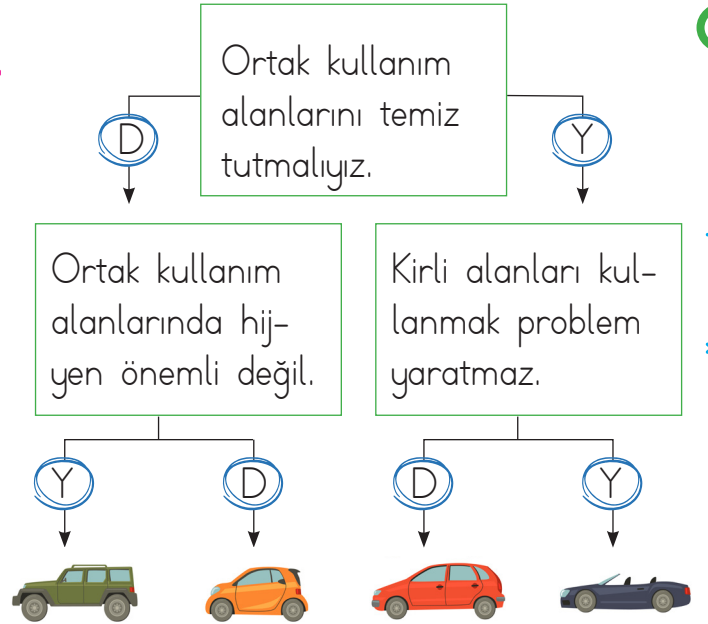 Ortak kullanım
alanlarını temiz
tutmalıyız.
D
Y
Ortak kullanım
alanlarında hij-
yen önemli değil.
Kirli alanları kul-
lanmak problem
yaratmaz.
Y
D
D
Y